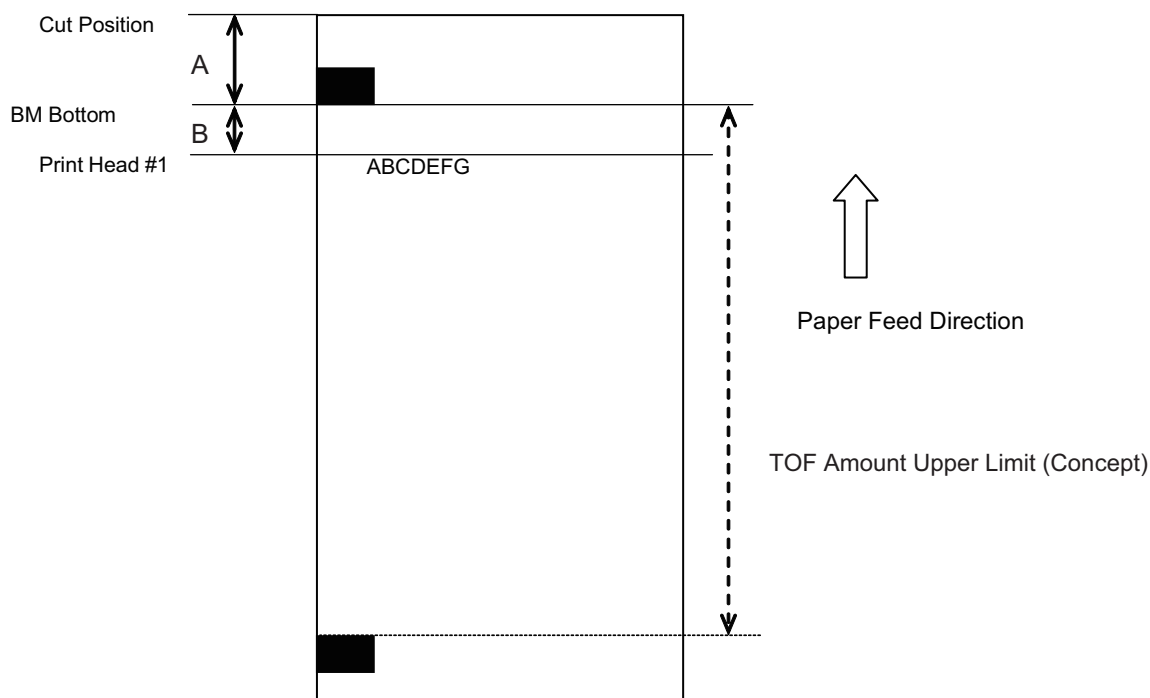 Cut Position
A
BM Bottom
B
Print Head #1
ABCDEFG
Paper Feed Direction
TOF Amount Upper Limit (Concept)